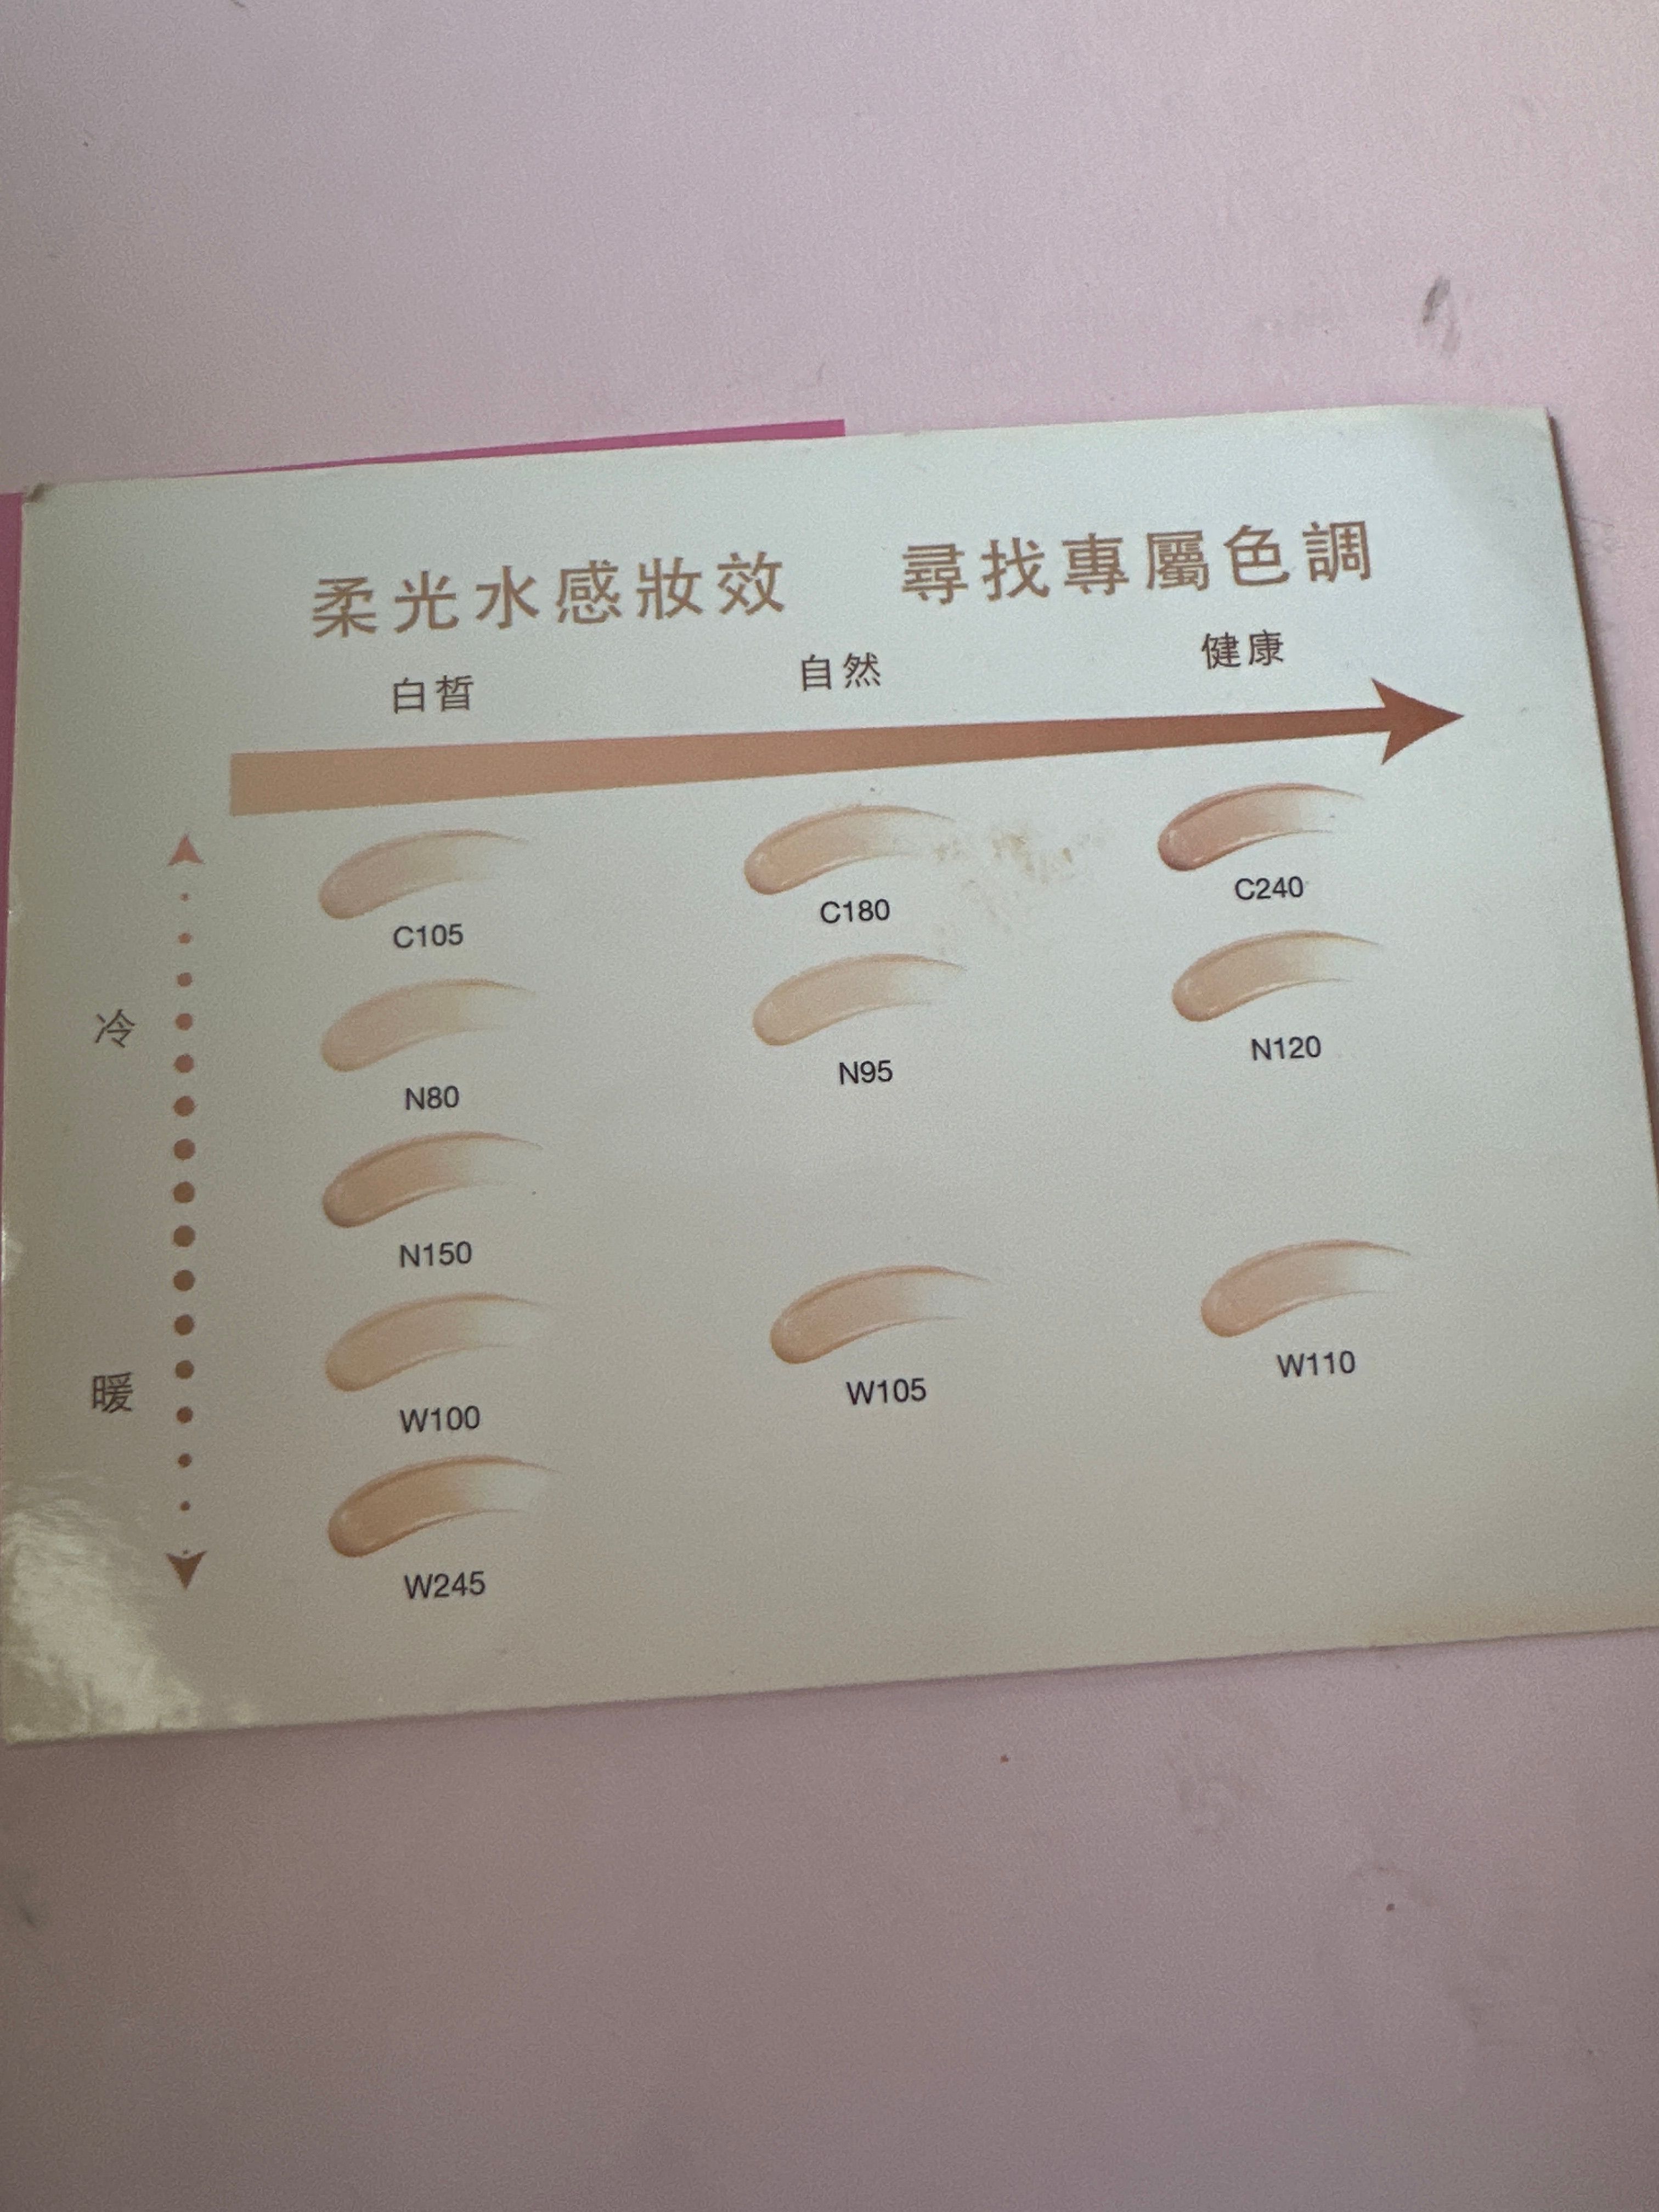 柔光水感妝效 尋找專屬色調
白皙 自然 健康
C105 C180 C240
冷
N80 N95 N120
N150
暖
W100 W105 W110
W245